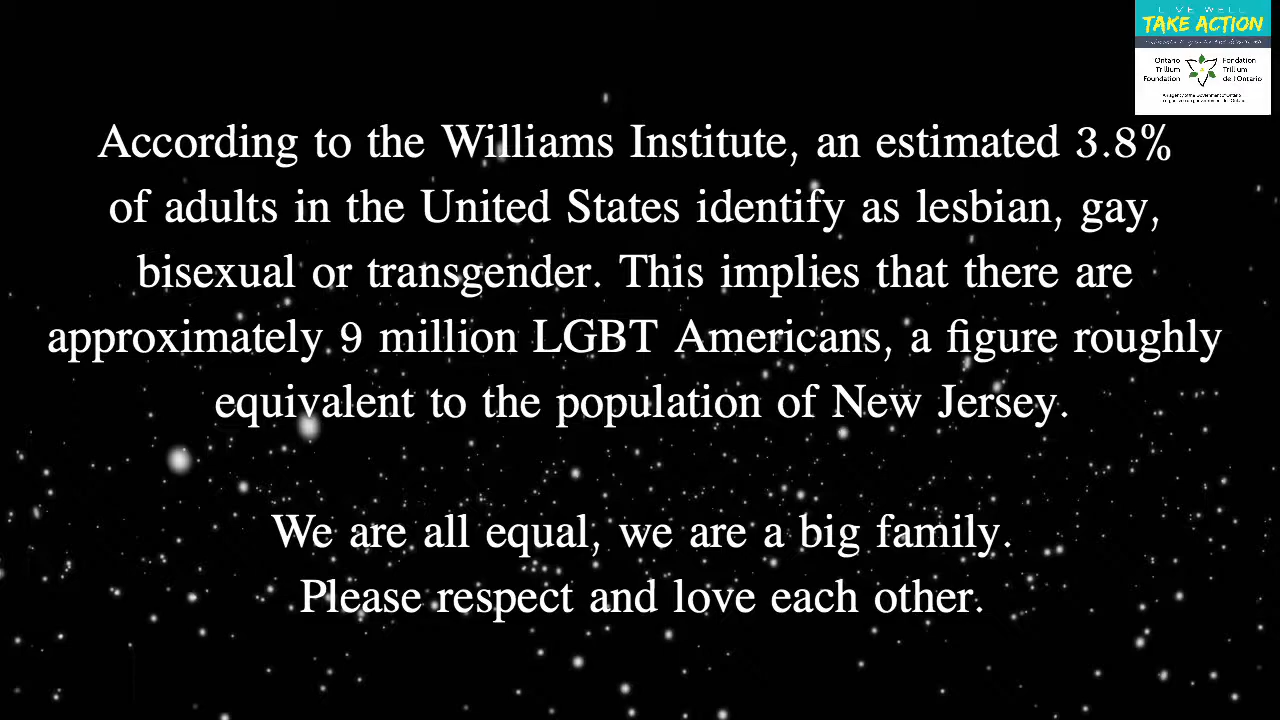 LIVE WELL
TAKE ACTION
Ontario Trillium Foundation
Fondation Trillium de l'Ontario
According to the Williams Institute, an estimated 3.8%
of adults in the United States identify as lesbian, gay,
bisexual or transgender. This implies that there are
approximately 9 million LGBT Americans, a figure roughly
equivalent to the population of New Jersey.
We are all equal, we are a big family.
Please respect and love each other.